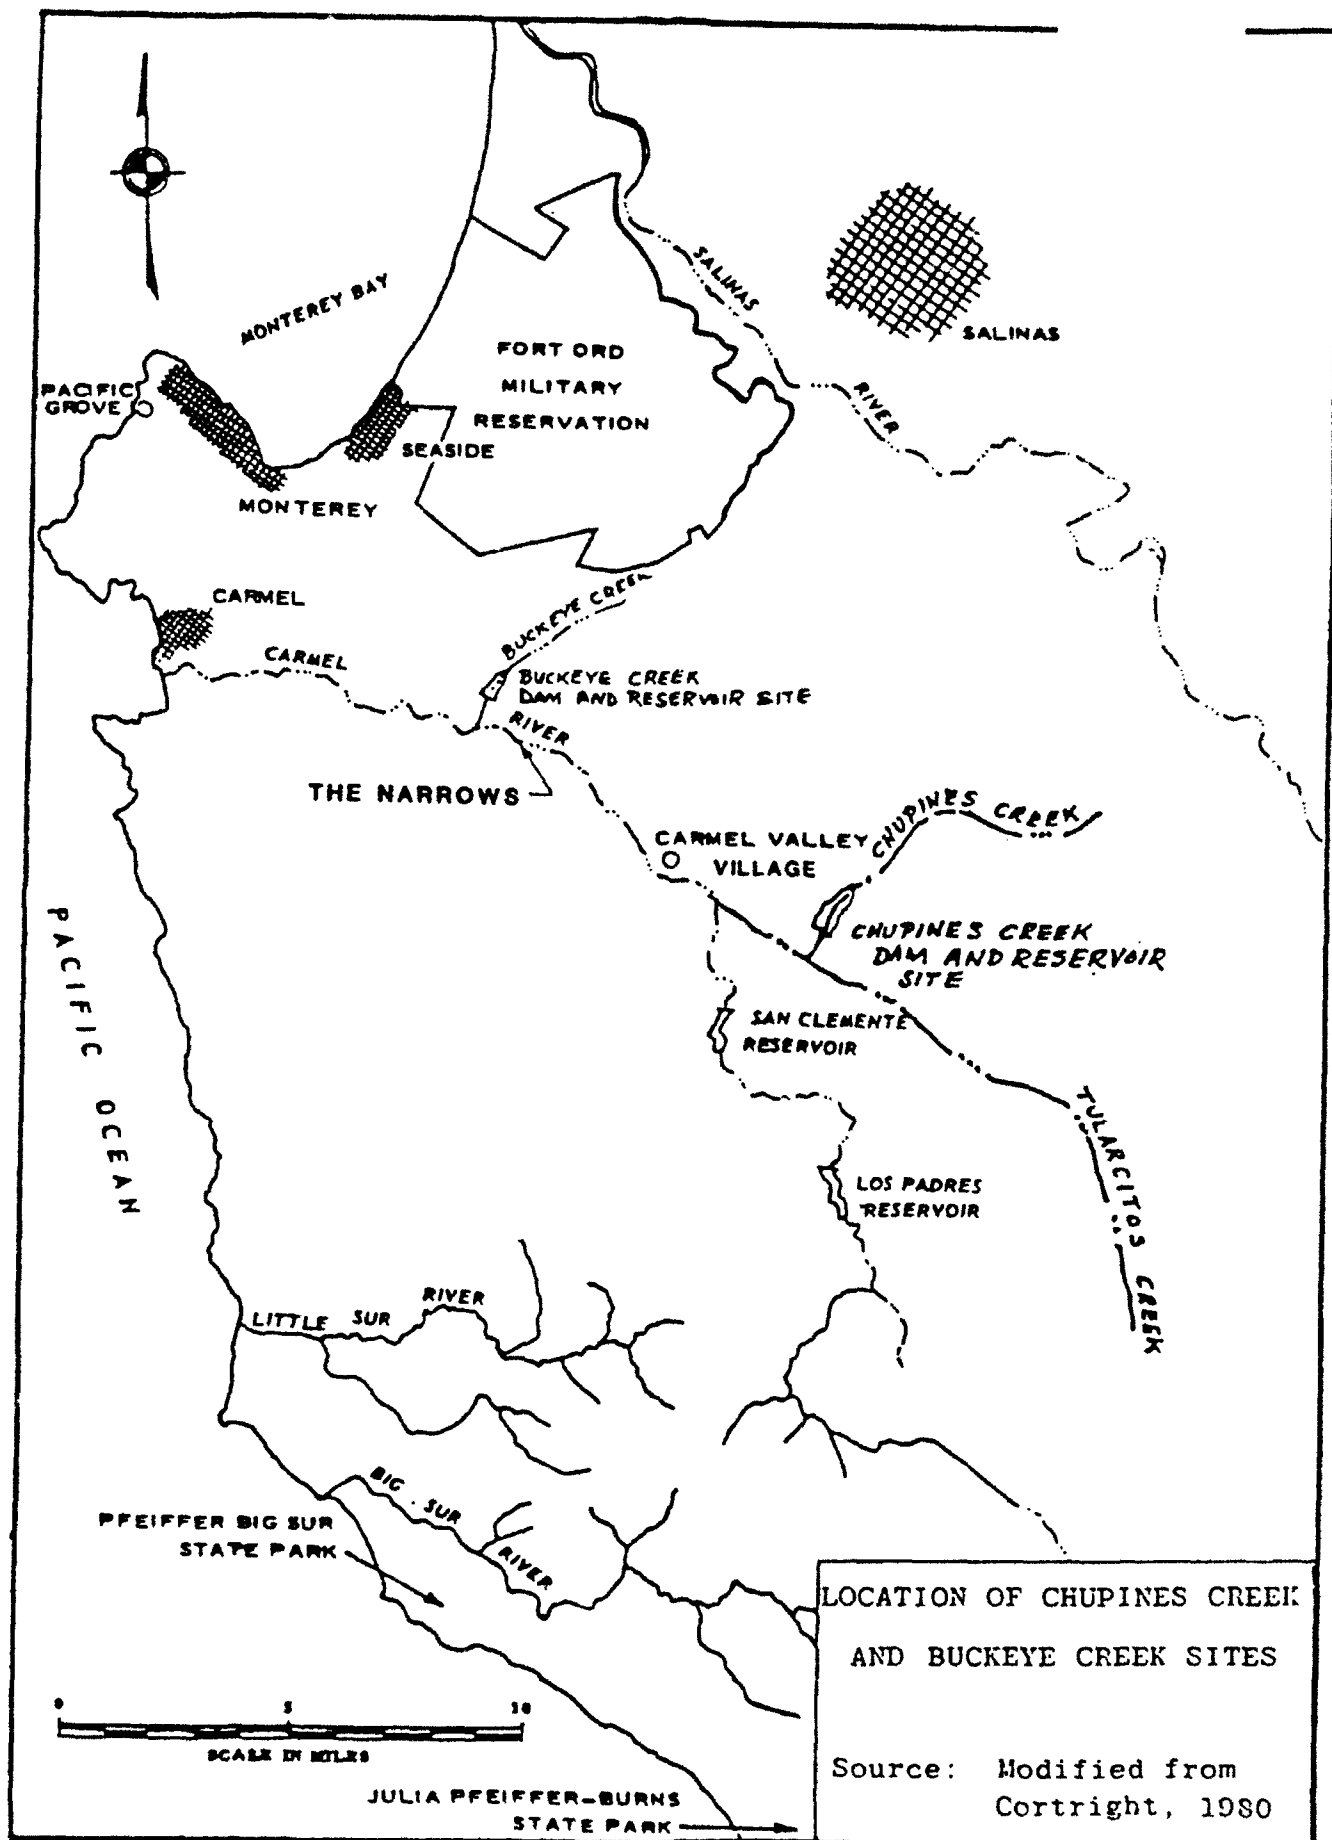 SALINAS
RIVER
SALINAS
MONTEREY BAY
FORT ORD
MILITARY
RESERVATION
PACIFIC
GROVE
SEASIDE
MONTEREY
CARMEL
BUCKEYE CREEK
CARMEL
RIVER
BUCKEYE CREEK
DAM AND RESERVOIR SITE
THE NARROWS
CHUPINES CREEK
CARMEL VALLEY
VILLAGE
CHUPINES CREEK
DAM AND RESERVOIR
SITE
PACIFIC OCEAN
SAN CLEMENTE
RESERVOIR
TULARCITOS CREEK
LOS PADRES
RESERVOIR
LITTLE SUR RIVER
BIG SUR RIVER
PFEIFFER BIG SUR
STATE PARK
0 5 10
SCALE IN MILES
JULIA PFEIFFER-BURNS
STATE PARK
LOCATION OF CHUPINES CREEK
AND BUCKEYE CREEK SITES
Source: Modified from
Cortright, 1980